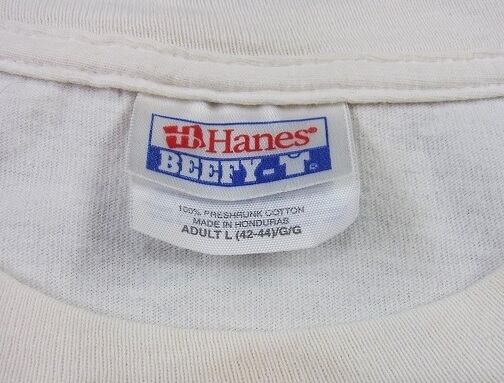 Hanes®
BEEFY-T®
100% PRESHRUNK COTTON
MADE IN HONDURAS
ADULT L (42-44)/G/G